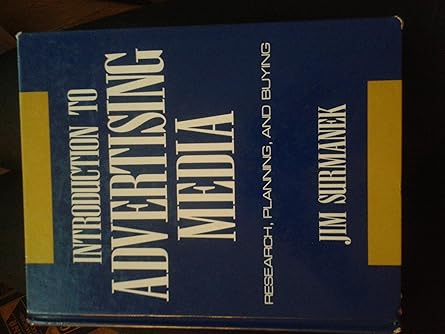 INTRODUCTION TO
ADVERTISING
MEDIA
RESEARCH, PLANNING, AND BUYING
JIM SURMANEK